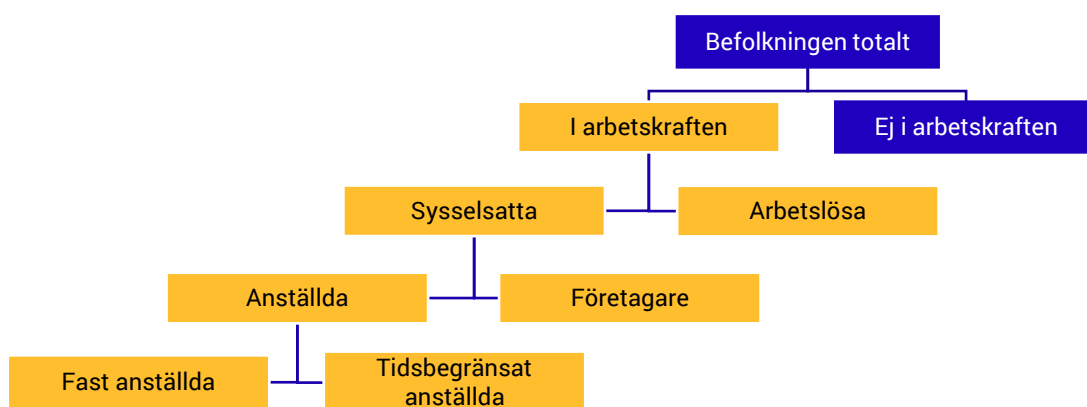 Befolkningen totalt
I arbetskraften
Ej i arbetskraften
Sysselsatta
Arbetslösa
Anställda
Företagare
Fast anställda
Tidsbegränsat
anställda